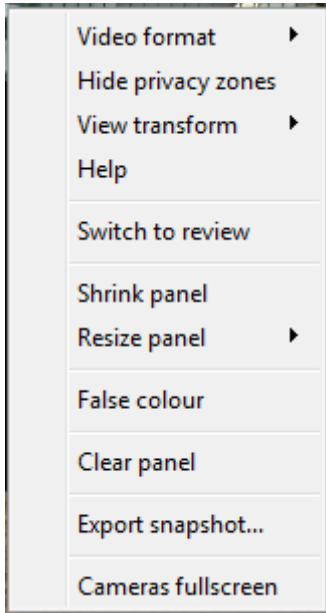 Video format
Hide privacy zones
View transform
Help
Switch to review
Shrink panel
Resize panel
False colour
Clear panel
Export snapshot...
Cameras fullscreen